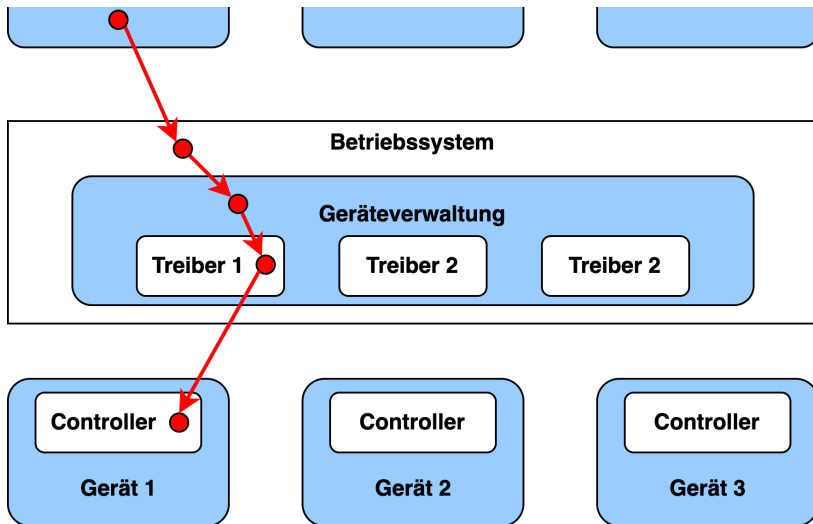 Betriebssystem
Geräteverwaltung
Treiber 1
Treiber 2
Treiber 2
Controller
Controller
Controller
Gerät 1
Gerät 2
Gerät 3